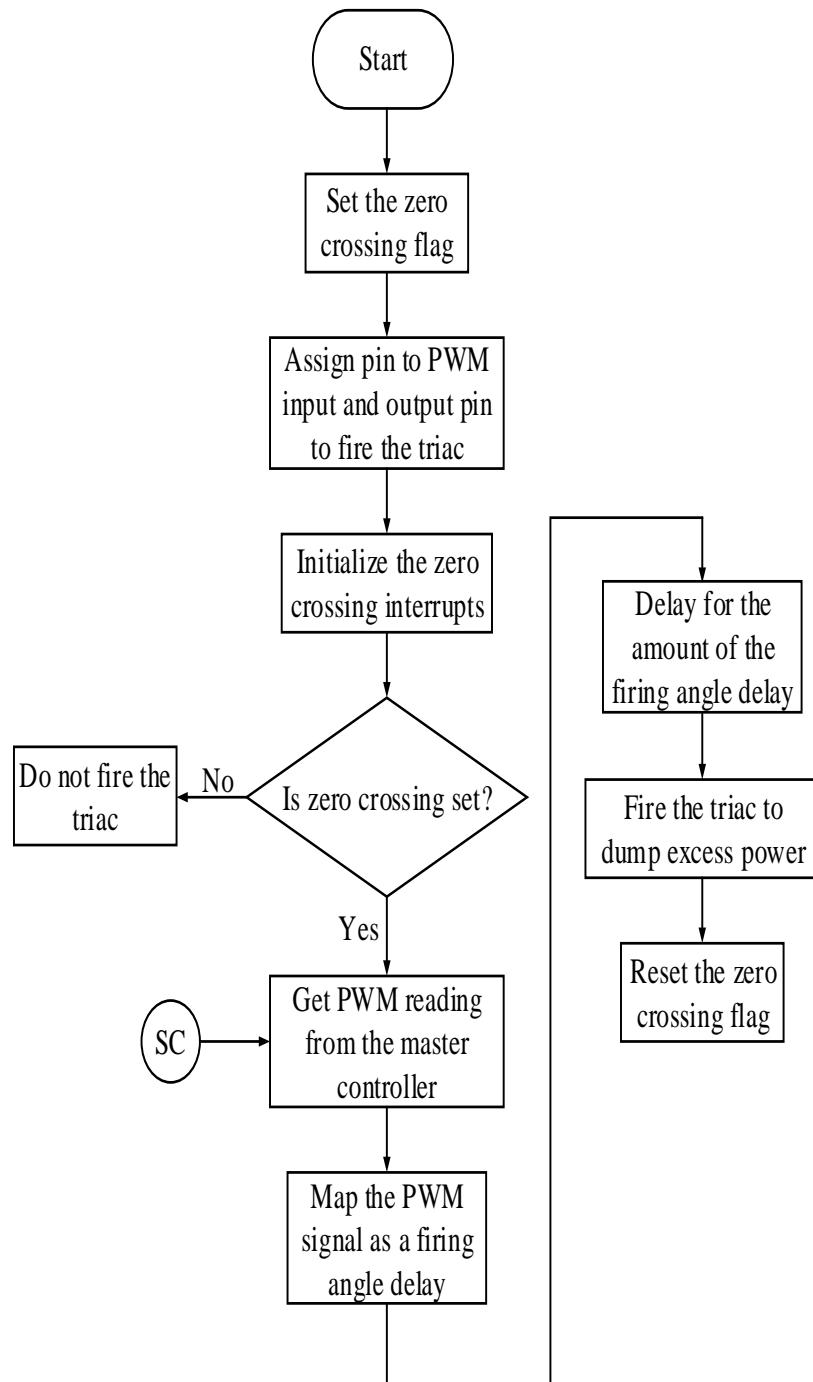 Start
Set the zero
crossing flag
Assign pin to PWM
input and output pin
to fire the triac
Initialize the zero
crossing interrupts
Is zero crossing set?
No
Do not fire the
triac
Yes
Get PWM reading
from the master
controller
SC
Map the PWM
signal as a firing
angle delay
Delay for the
amount of the
firing angle delay
Fire the triac to
dump excess power
Reset the zero
crossing flag